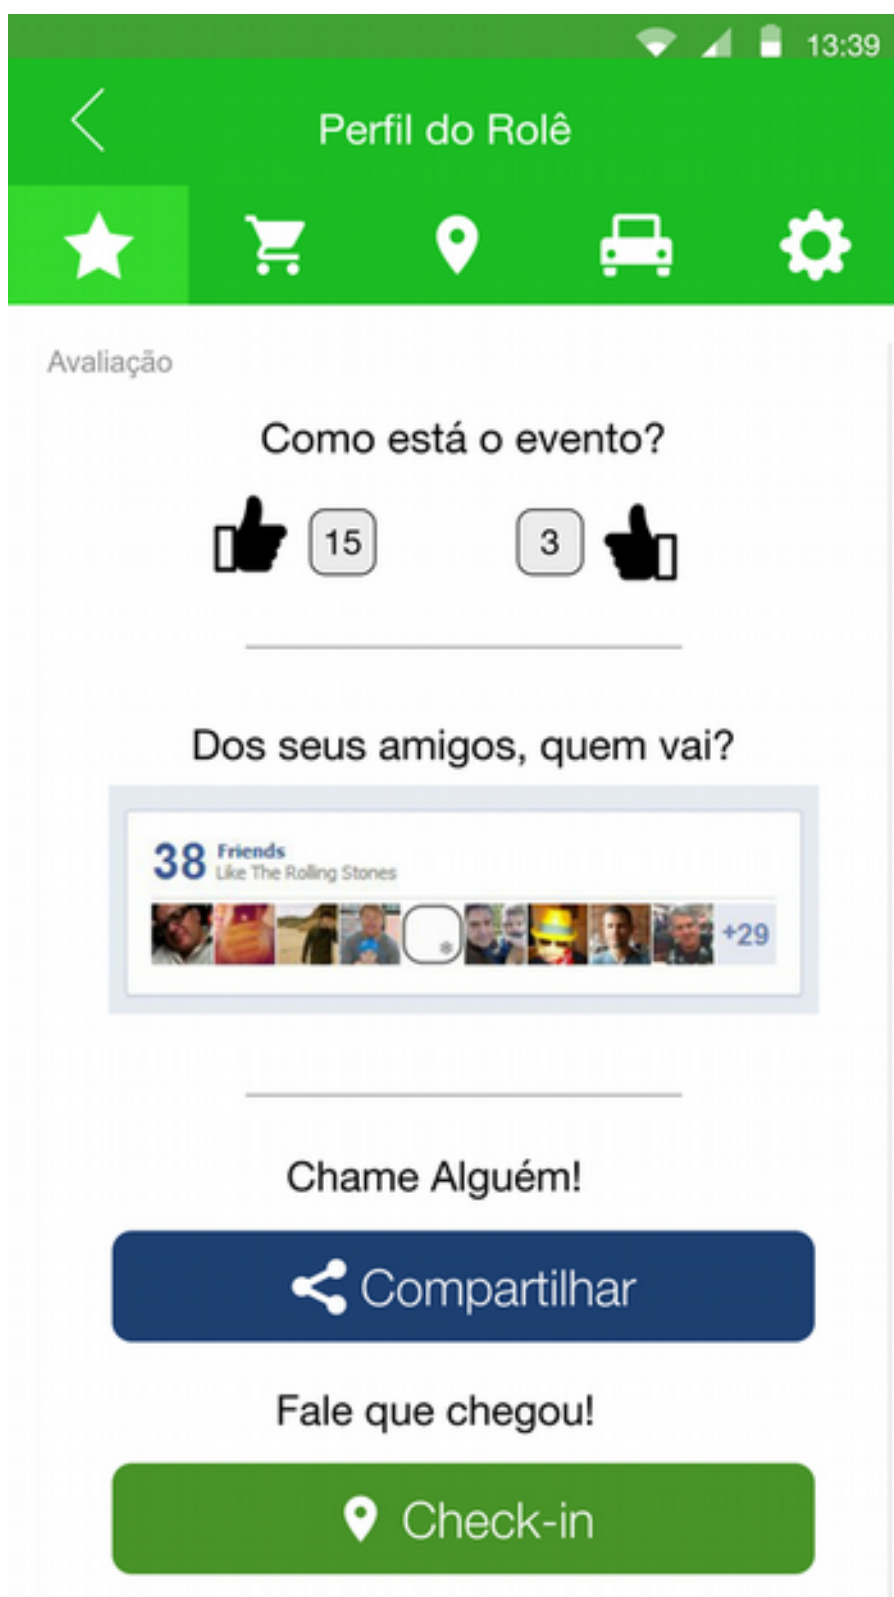 13:39
Perfil do Rolê
Avaliação
Como está o evento?
15
3
Dos seus amigos, quem vai?
38 Friends
Like The Rolling Stones
+29
Chame Alguém!
Compartilhar
Fale que chegou!
Check-in